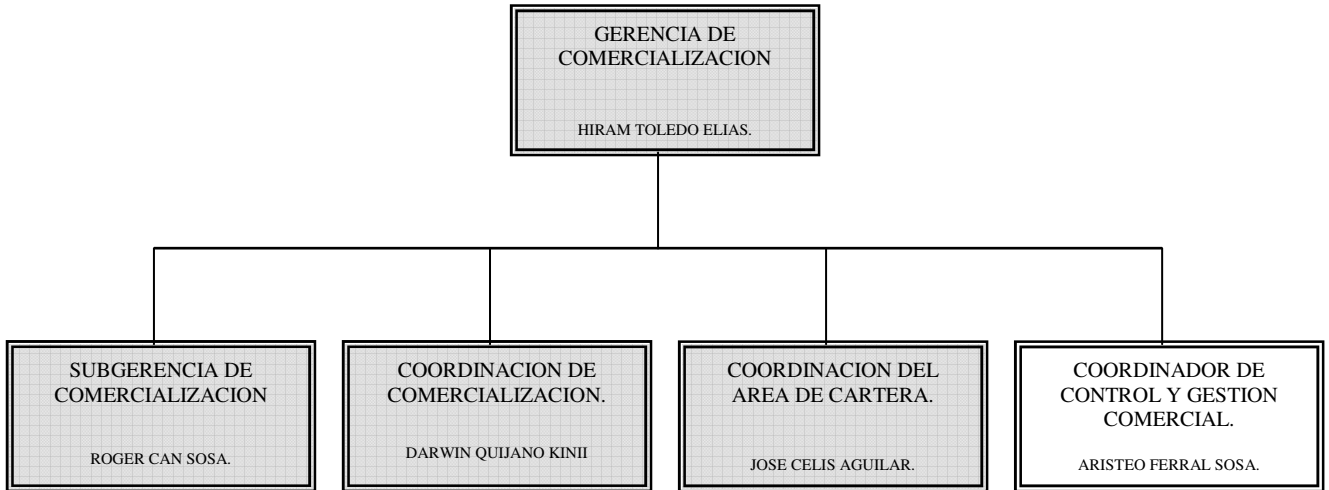 GERENCIA DE
COMERCIALIZACION
HIRAM TOLEDO ELIAS.
SUBGERENCIA DE
COMERCIALIZACION
ROGER CAN SOSA.
COORDINACION DE
COMERCIALIZACION.
DARWIN QUIJANO KINII
COORDINACION DEL
AREA DE CARTERA.
JOSE CELIS AGUILAR.
COORDINADOR DE
CONTROL Y GESTION
COMERCIAL.
ARISTEO FERRAL SOSA.